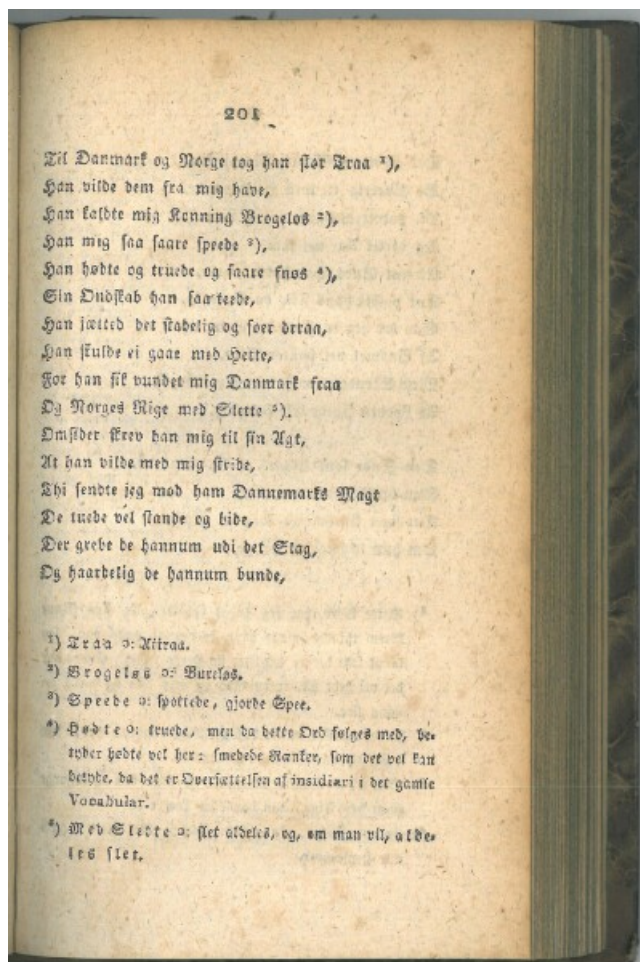 201
Til Danmark og Norge tog han stor Traa ¹),
Han vilde dem fra mig have,
Han kaldte mig Konning Brogeløs ²),
Han mig saa saare speede ³),
Han hødte og truede og saare fnos ⁴),
Sin Ondskab han saa teede,
Han jætted det stadelig og soer deraa,
Han skulde ei gaae med Hette,
Før han fik vundet mig Danmark fraa
Og Norges Rige med Slette ⁵).
Omsider skrev han mig til sin Agt,
At han vilde med mig stride,
Thi sendte jeg mod ham Dannemarks Magt
De turde vel stande og bide,
Der grebe de hannum udi det Slag,
Og haardelig de hannum bunde,
¹) Traa ɔ: Attraa.
²) Brogeløs ɔ: Buxeløs.
³) Speede ɔ: spottede, gjorde Spee.
⁴) Hødte ɔ: truede, men da dette Ord følges med, be-
tyder hødte vel her: smedede Rænker, som det vel kan
betyde, da det er Oversættelsen af insidiari i det gamle
Vocabular.
⁵) Med Slette ɔ: slet aldeles, og, om man vil, alde-
les slet.